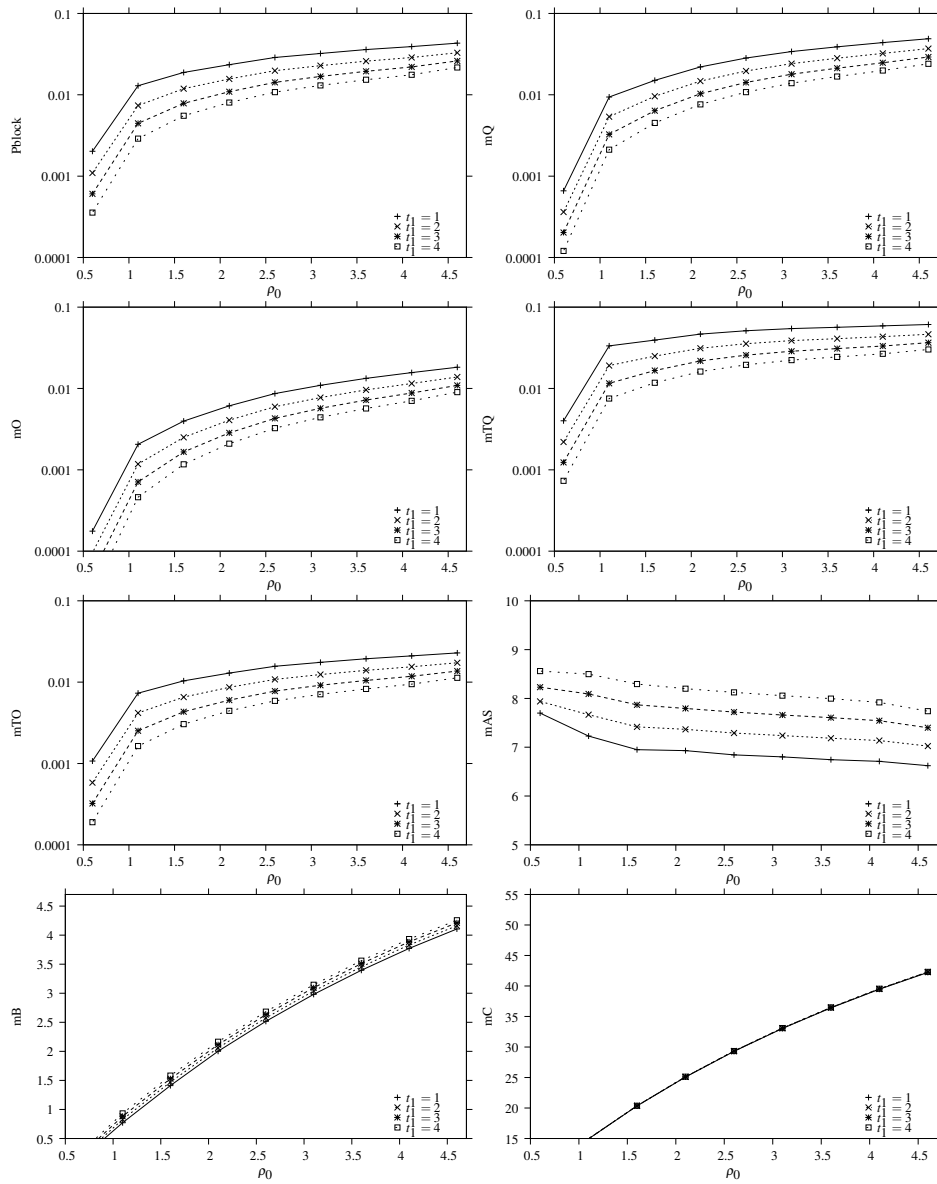 0.1
0.01
0.001
0.0001
Pblock
0.5 1 1.5 2 2.5 3 3.5 4 4.5
ρ0
t1 = 1
t1 = 2
t1 = 3
t1 = 4
0.1
0.01
0.001
0.0001
mQ
0.5 1 1.5 2 2.5 3 3.5 4 4.5
ρ0
t1 = 1
t1 = 2
t1 = 3
t1 = 4
0.1
0.01
0.001
0.0001
mO
0.5 1 1.5 2 2.5 3 3.5 4 4.5
ρ0
t1 = 1
t1 = 2
t1 = 3
t1 = 4
0.1
0.01
0.001
0.0001
mTQ
0.5 1 1.5 2 2.5 3 3.5 4 4.5
ρ0
t1 = 1
t1 = 2
t1 = 3
t1 = 4
0.1
0.01
0.001
0.0001
mTO
0.5 1 1.5 2 2.5 3 3.5 4 4.5
ρ0
t1 = 1
t1 = 2
t1 = 3
t1 = 4
10
9
8
7
6
5
mAS
0.5 1 1.5 2 2.5 3 3.5 4 4.5
ρ0
t1 = 1
t1 = 2
t1 = 3
t1 = 4
4.5
4
3.5
3
2.5
2
1.5
1
0.5
mB
0.5 1 1.5 2 2.5 3 3.5 4 4.5
ρ0
t1 = 1
t1 = 2
t1 = 3
t1 = 4
55
50
45
40
35
30
25
20
15
mC
0.5 1 1.5 2 2.5 3 3.5 4 4.5
ρ0
t1 = 1
t1 = 2
t1 = 3
t1 = 4